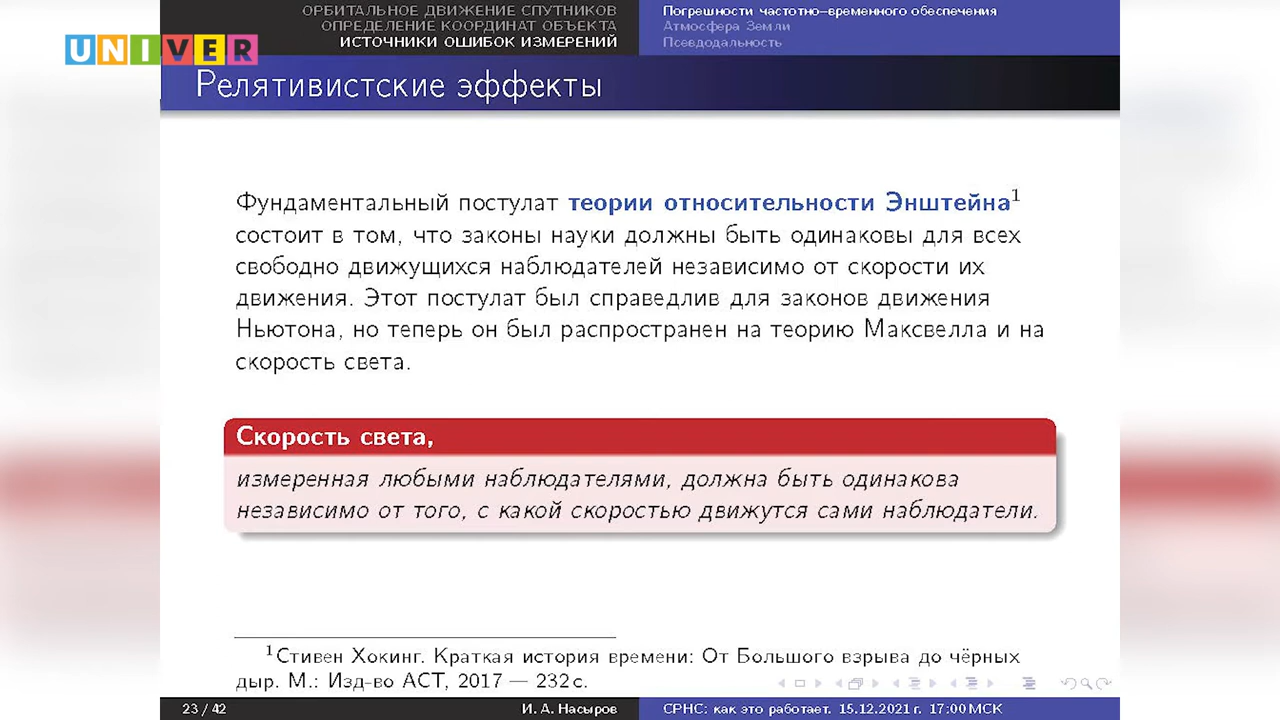 ОРБИТАЛЬНОЕ ДВИЖЕНИЕ СПУТНИКОВ
ОПРЕДЕЛЕНИЕ КООРДИНАТ ОБЪЕКТА
ИСТОЧНИКИ ОШИБОК ИЗМЕРЕНИЙ
Погрешности частотно-временного обеспечения
Атмосфера Земли
Псевдодальность
UNIVER
Релятивистские эффекты
Фундаментальный постулат теории относительности Энштейна¹
состоит в том, что законы науки должны быть одинаковы для всех
свободно движущихся наблюдателей независимо от скорости их
движения. Этот постулат был справедлив для законов движения
Ньютона, но теперь он был распространен на теорию Максвелла и на
скорость света.
Скорость света,
измеренная любыми наблюдателями, должна быть одинакова
независимо от того, с какой скоростью движутся сами наблюдатели.
¹Стивен Хокинг. Краткая история времени: От Большого взрыва до чёрных
дыр. М.: Изд-во АСТ, 2017 — 232 с.
23 / 42
И. А. Насыров
СРНС: как это работает. 15.12.2021 г. 17:00 МСК